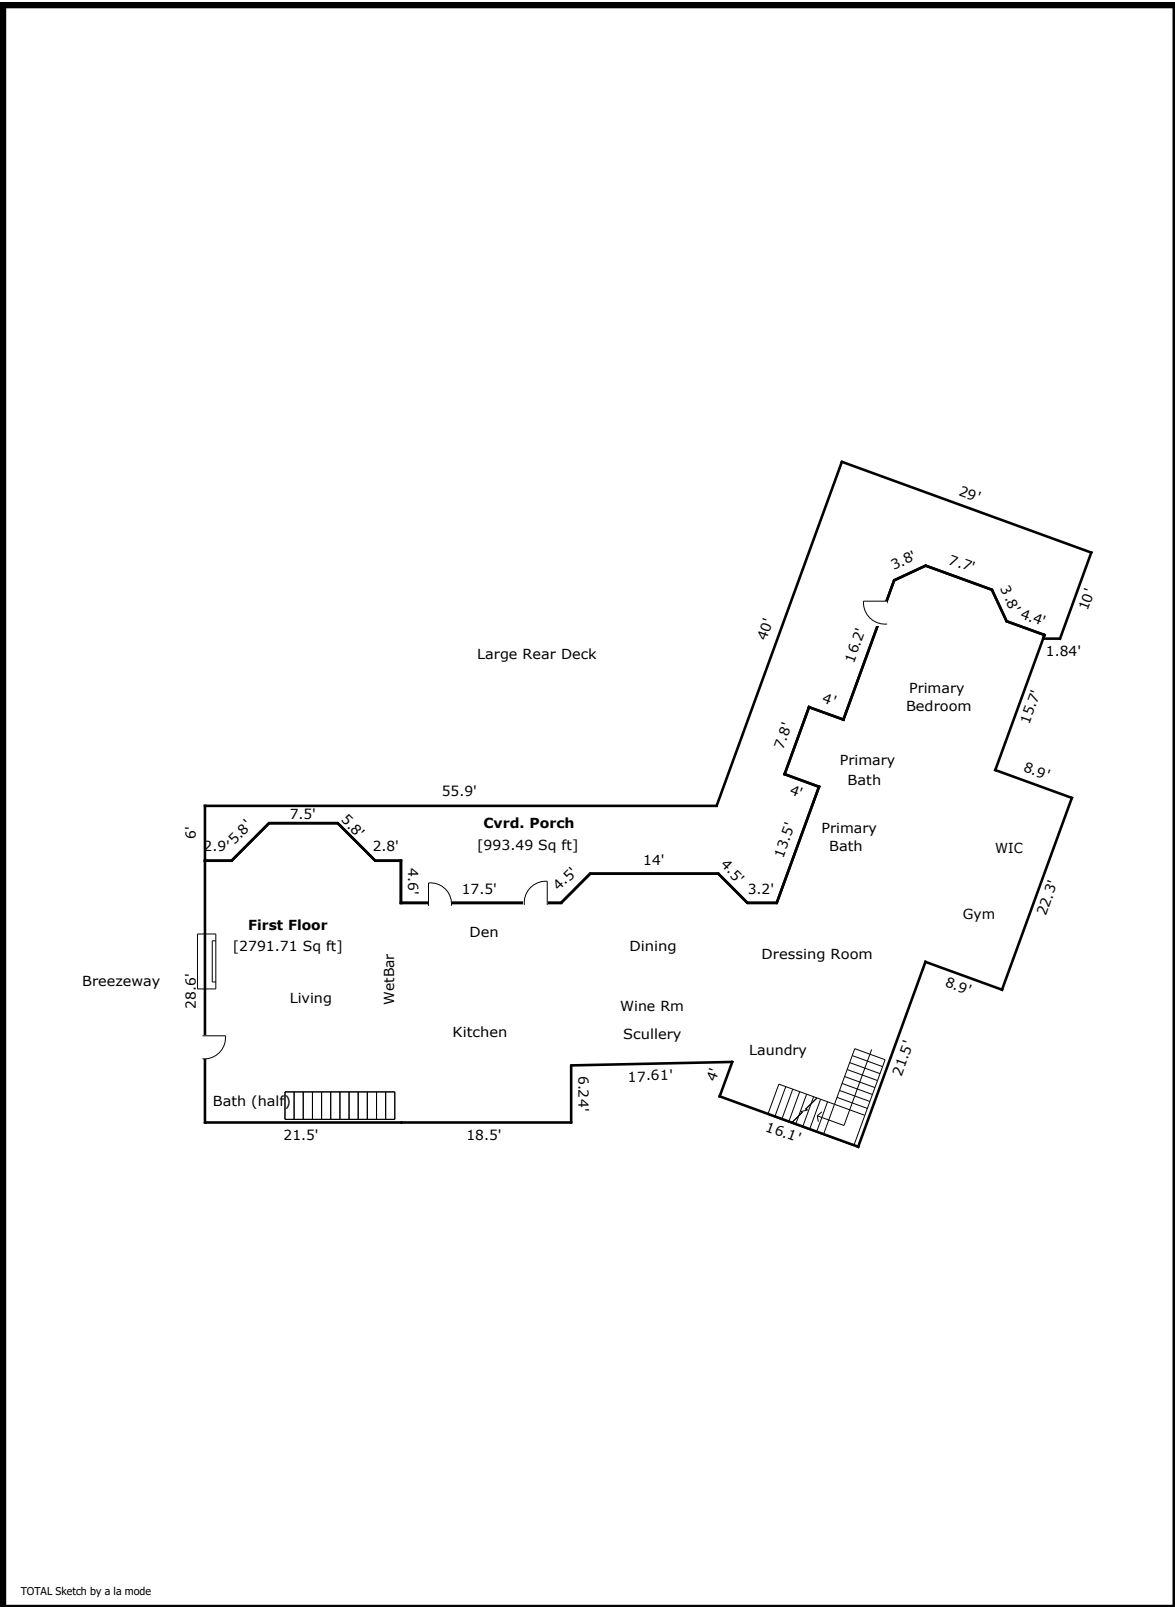 29'
3.8'
7.7'
3.8'
4.4'
10'
1.84'
40'
16.2'
Large Rear Deck
Primary
Bedroom
15.7'
4'
7.8'
Primary
Bath
8.9'
4'
55.9'
6'
2.9'
5.8'
7.5'
5.8'
2.8'
Cvrd. Porch
[993.49 Sq ft]
14'
4.5'
4.5'
3.2'
13.5'
Primary
Bath
WIC
4.6'
17.5'
22.3'
Gym
First Floor
[2791.71 Sq ft]
Den
Dining
Dressing Room
Breezeway
28.6'
Living
WetBar
8.9'
Wine Rm
Kitchen
Scullery
Laundry
21.5'
17.61'
4'
6.24'
Bath (half)
21.5'
18.5'
16.1'
TOTAL Sketch by a la mode